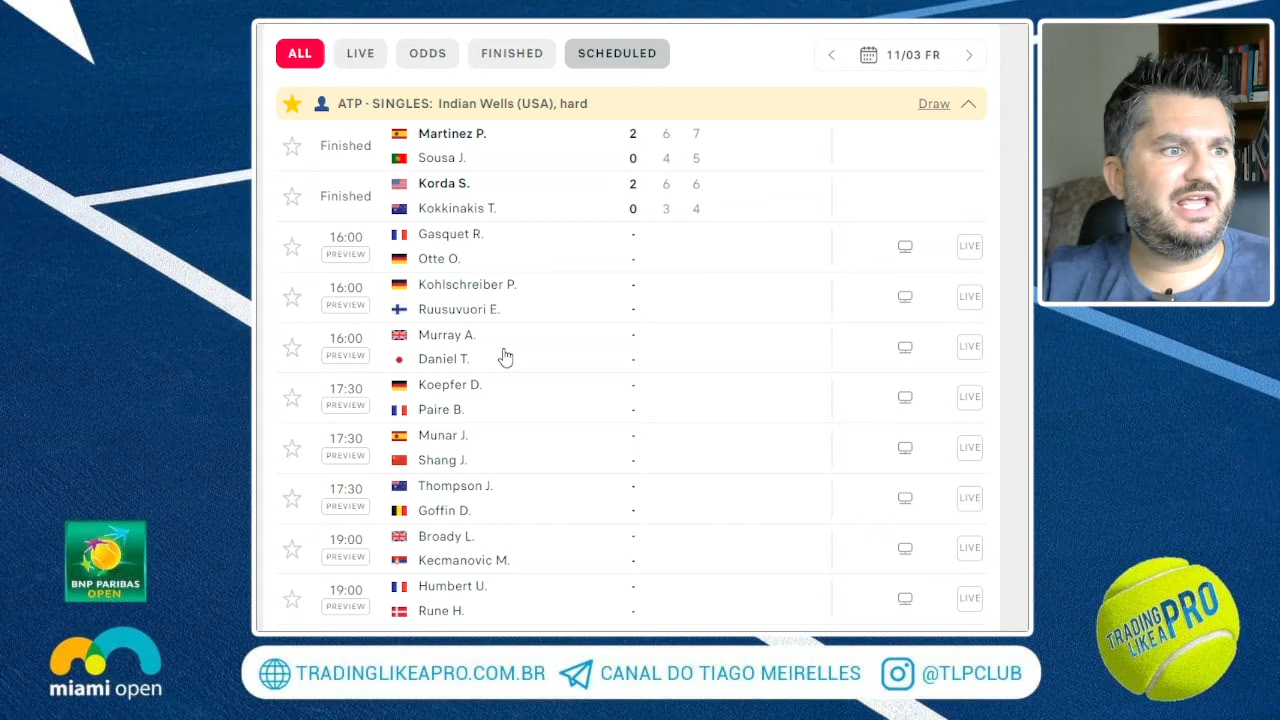 ALL LIVE ODDS FINISHED SCHEDULED 11/03 FR
ATP - SINGLES: Indian Wells (USA), hard Draw
Martinez P. 2 6 7
Finished
Sousa J. 0 4 5
Korda S. 2 6 6
Finished
Kokkinakis T. 0 3 4
16:00 Gasquet R. -
PREVIEW LIVE
Otte O. -
16:00 Kohlschreiber P. -
PREVIEW LIVE
Ruusuvuori E. -
16:00 Murray A. -
PREVIEW LIVE
Daniel T. -
17:30 Koepfer D. -
PREVIEW LIVE
Paire B. -
17:30 Munar J. -
PREVIEW LIVE
Shang J. -
17:30 Thompson J. -
PREVIEW LIVE
Goffin D. -
19:00 Broady L. -
PREVIEW LIVE
Kecmanovic M. -
19:00 Humbert U. -
PREVIEW LIVE
Rune H. -
BNP PARIBAS
OPEN
miami open
TRADINGLIKEAPRO.COM.BR CANAL DO TIAGO MEIRELLES @TLPCLUB
TRADING
LIKE A
PRO